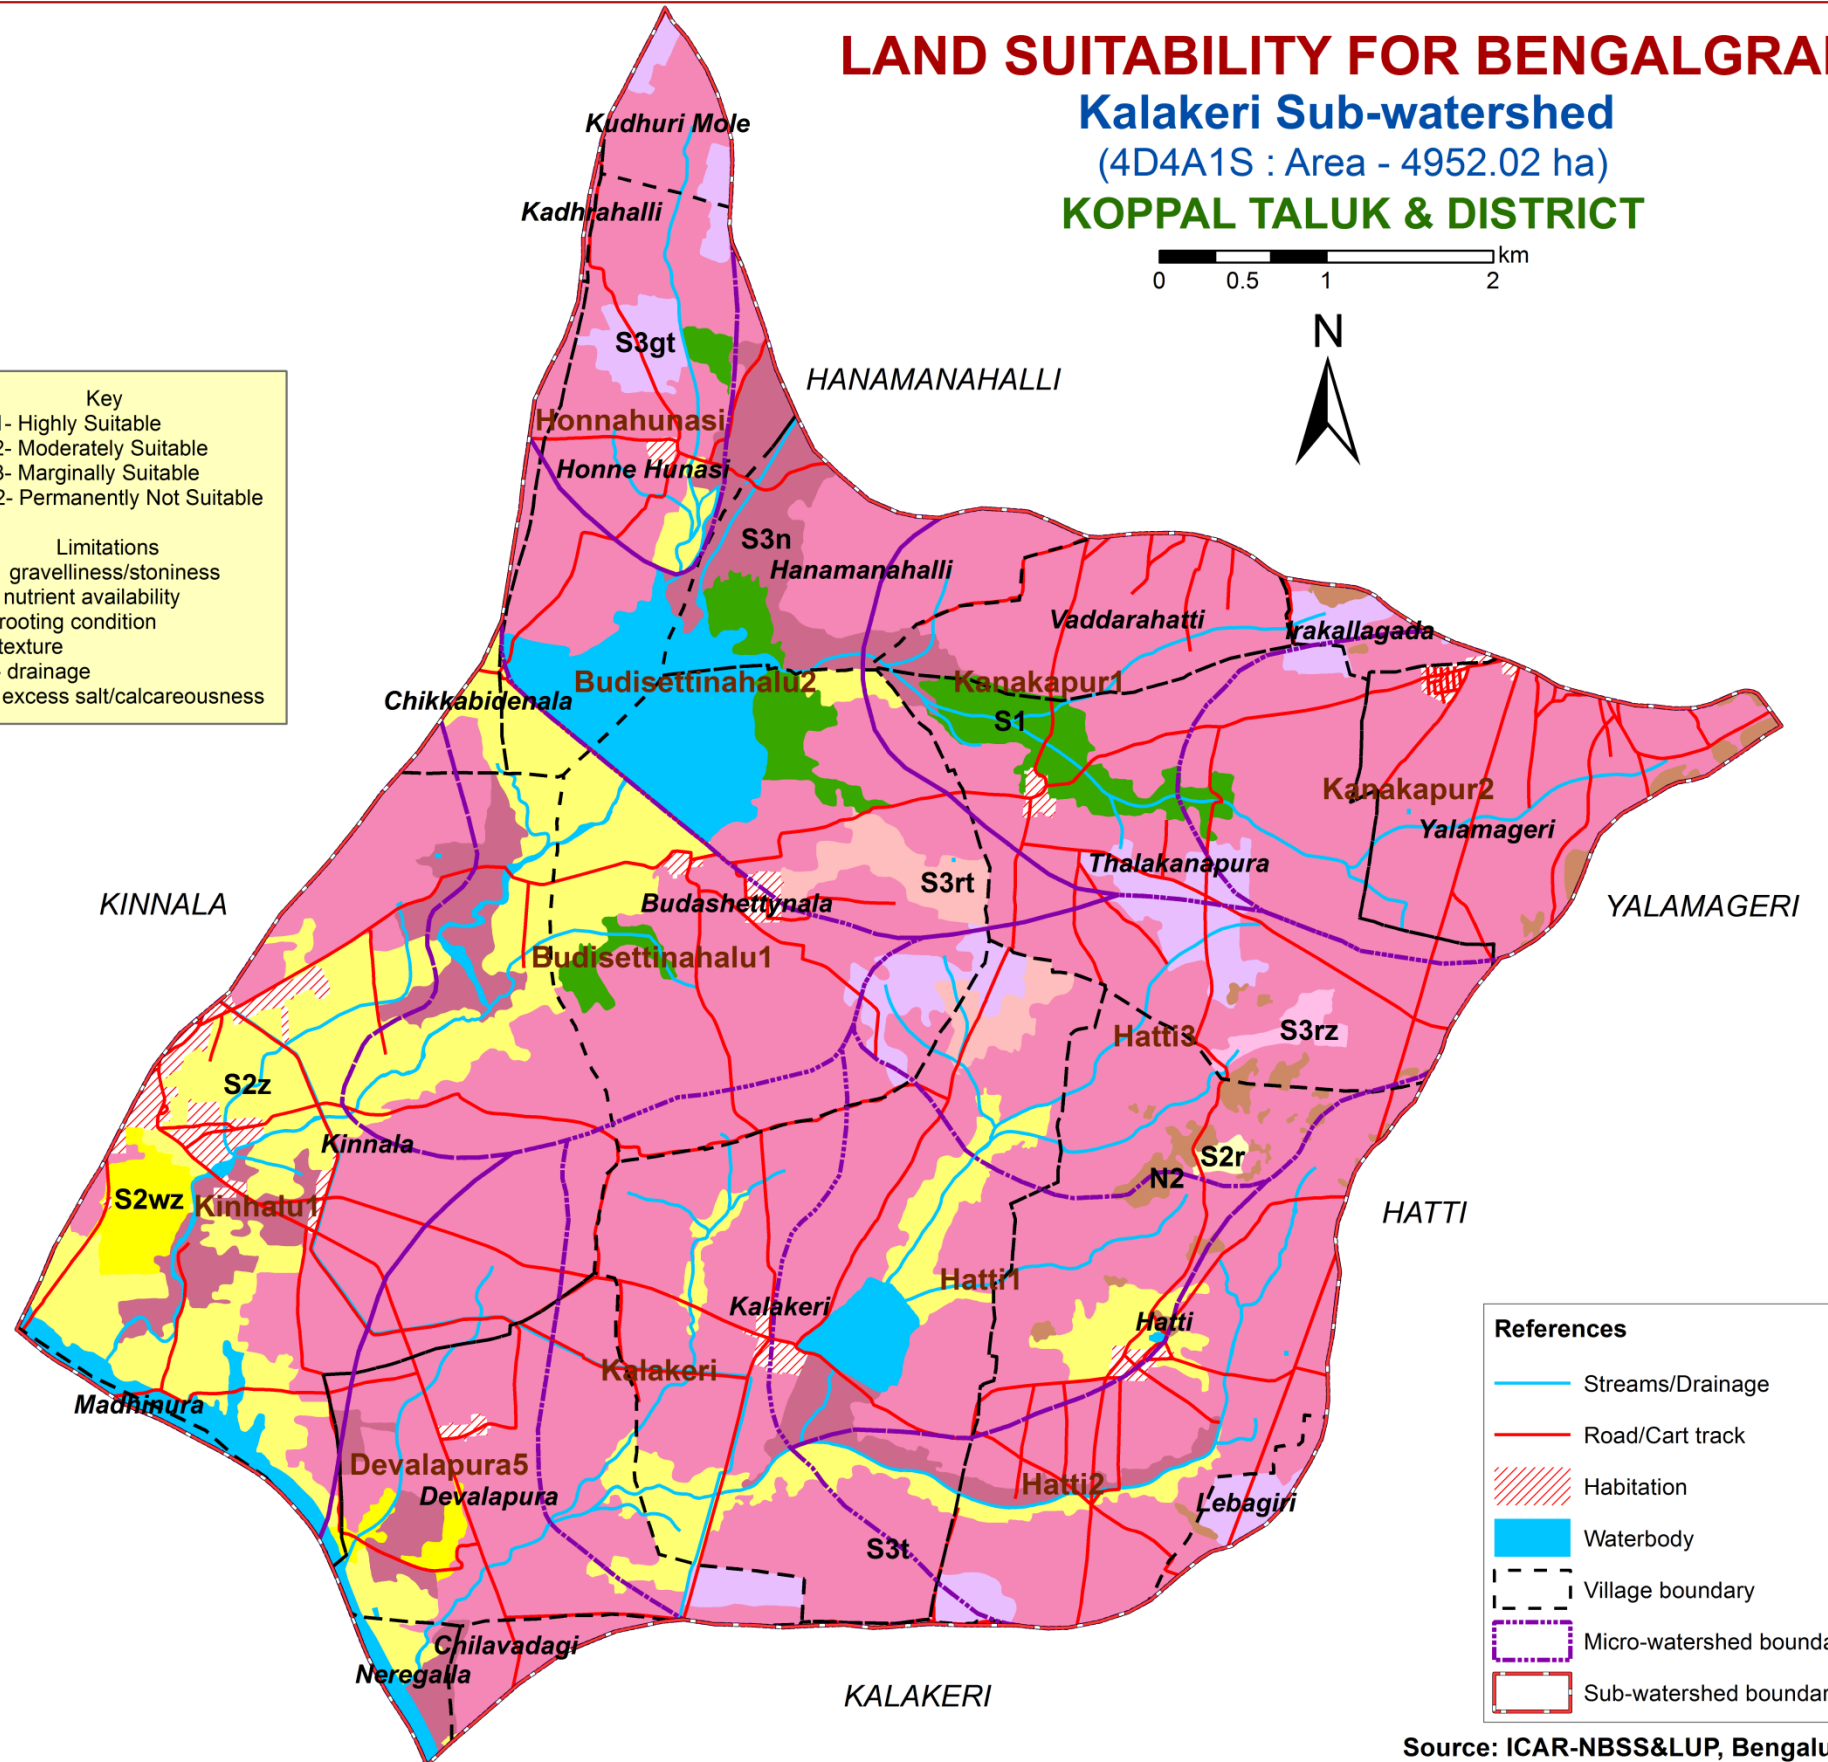 LAND SUITABILITY FOR BENGALGRA
Kalakeri Sub-watershed
(4D4A1S : Area - 4952.02 ha)
KOPPAL TALUK & DISTRICT
km
0 0.5 1 2
N
Key
- Highly Suitable
2- Moderately Suitable
3- Marginally Suitable
2- Permanently Not Suitable
Limitations
gravelliness/stoniness
nutrient availability
rooting condition
texture
- drainage
excess salt/calcareousness
Kudhuri Mole
Kadhrahalli
S3gt
HANAMANAHALLI
Honnahunasi
Honne Hunasi
S3n
Hanamanahalli
Vaddarahatti
Irakallagada
Budisettinahalu2
Kanakapur1
Chikkabidenala
S1
Kanakapur2
Yalamageri
Thalakanapura
S3rt
KINNALA
Budashettynala
YALAMAGERI
Budisettinahalu1
Hatti3
S3rz
S2z
Kinnala
S2r
N2
S2wz
Kinhalu1
HATTI
Hatti1
Kalakeri
Hatti
Kalakeri
Madhinura
Devalapura5
Devalapura
Hatti2
Lebagiri
S3t
Chilavadagi
Neregalla
KALAKERI
References
Streams/Drainage
Road/Cart track
Habitation
Waterbody
Village boundary
Micro-watershed bounda
Sub-watershed boundar
Source: ICAR-NBSS&LUP, Bengalu